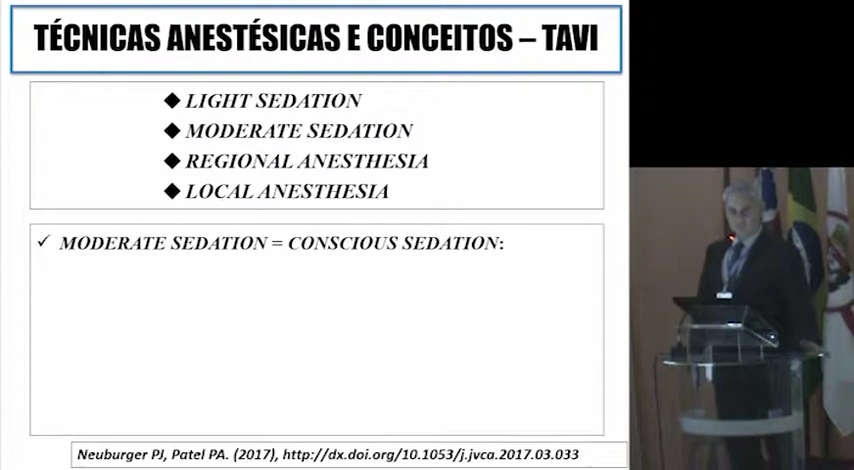 TÉCNICAS ANESTÉSICAS E CONCEITOS – TAVI
◆ LIGHT SEDATION
◆ MODERATE SEDATION
◆ REGIONAL ANESTHESIA
◆ LOCAL ANESTHESIA
✓ MODERATE SEDATION = CONSCIOUS SEDATION:
Neuburger PJ, Patel PA. (2017), http://dx.doi.org/10.1053/j.jvca.2017.03.033